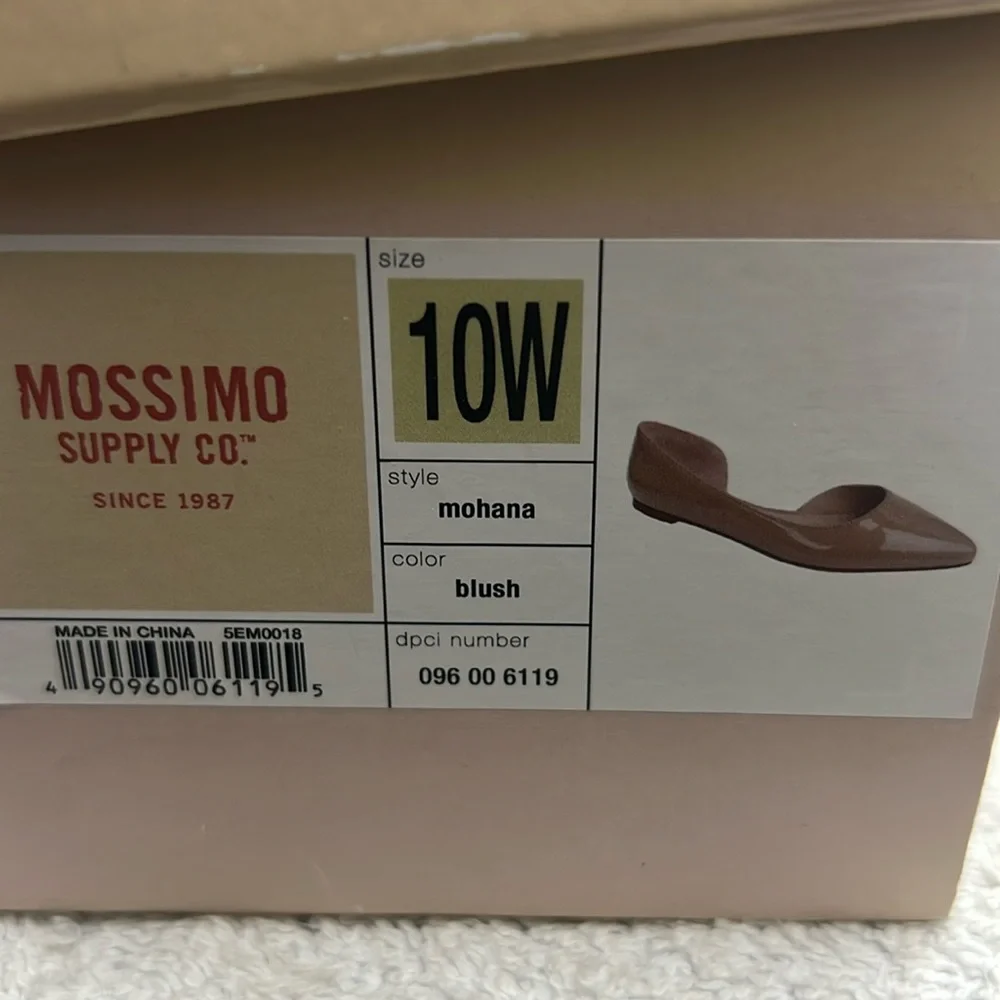 MOSSIMO
SUPPLY CO.™
SINCE 1987
MADE IN CHINA 5EM0018
4 90960 06119 5
size
10W
style
mohana
color
blush
dpci number
096 00 6119